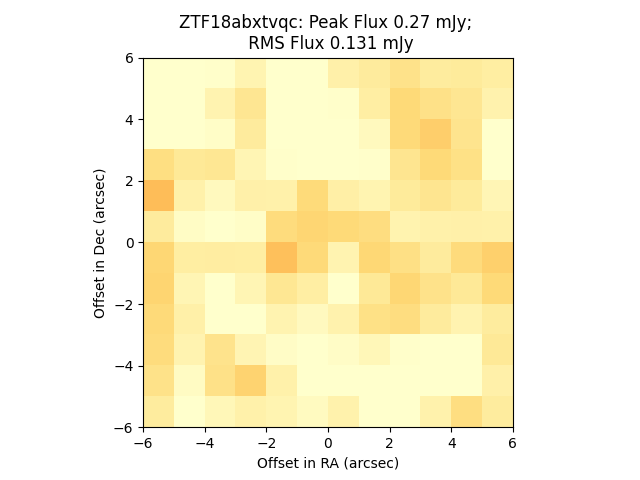 ZTF18abxtvqc: Peak Flux 0.27 mJy;
RMS Flux 0.131 mJy
6
4
2
0
−2
−4
−6
Offset in Dec (arcsec)
−6 −4 −2 0 2 4 6
Offset in RA (arcsec)